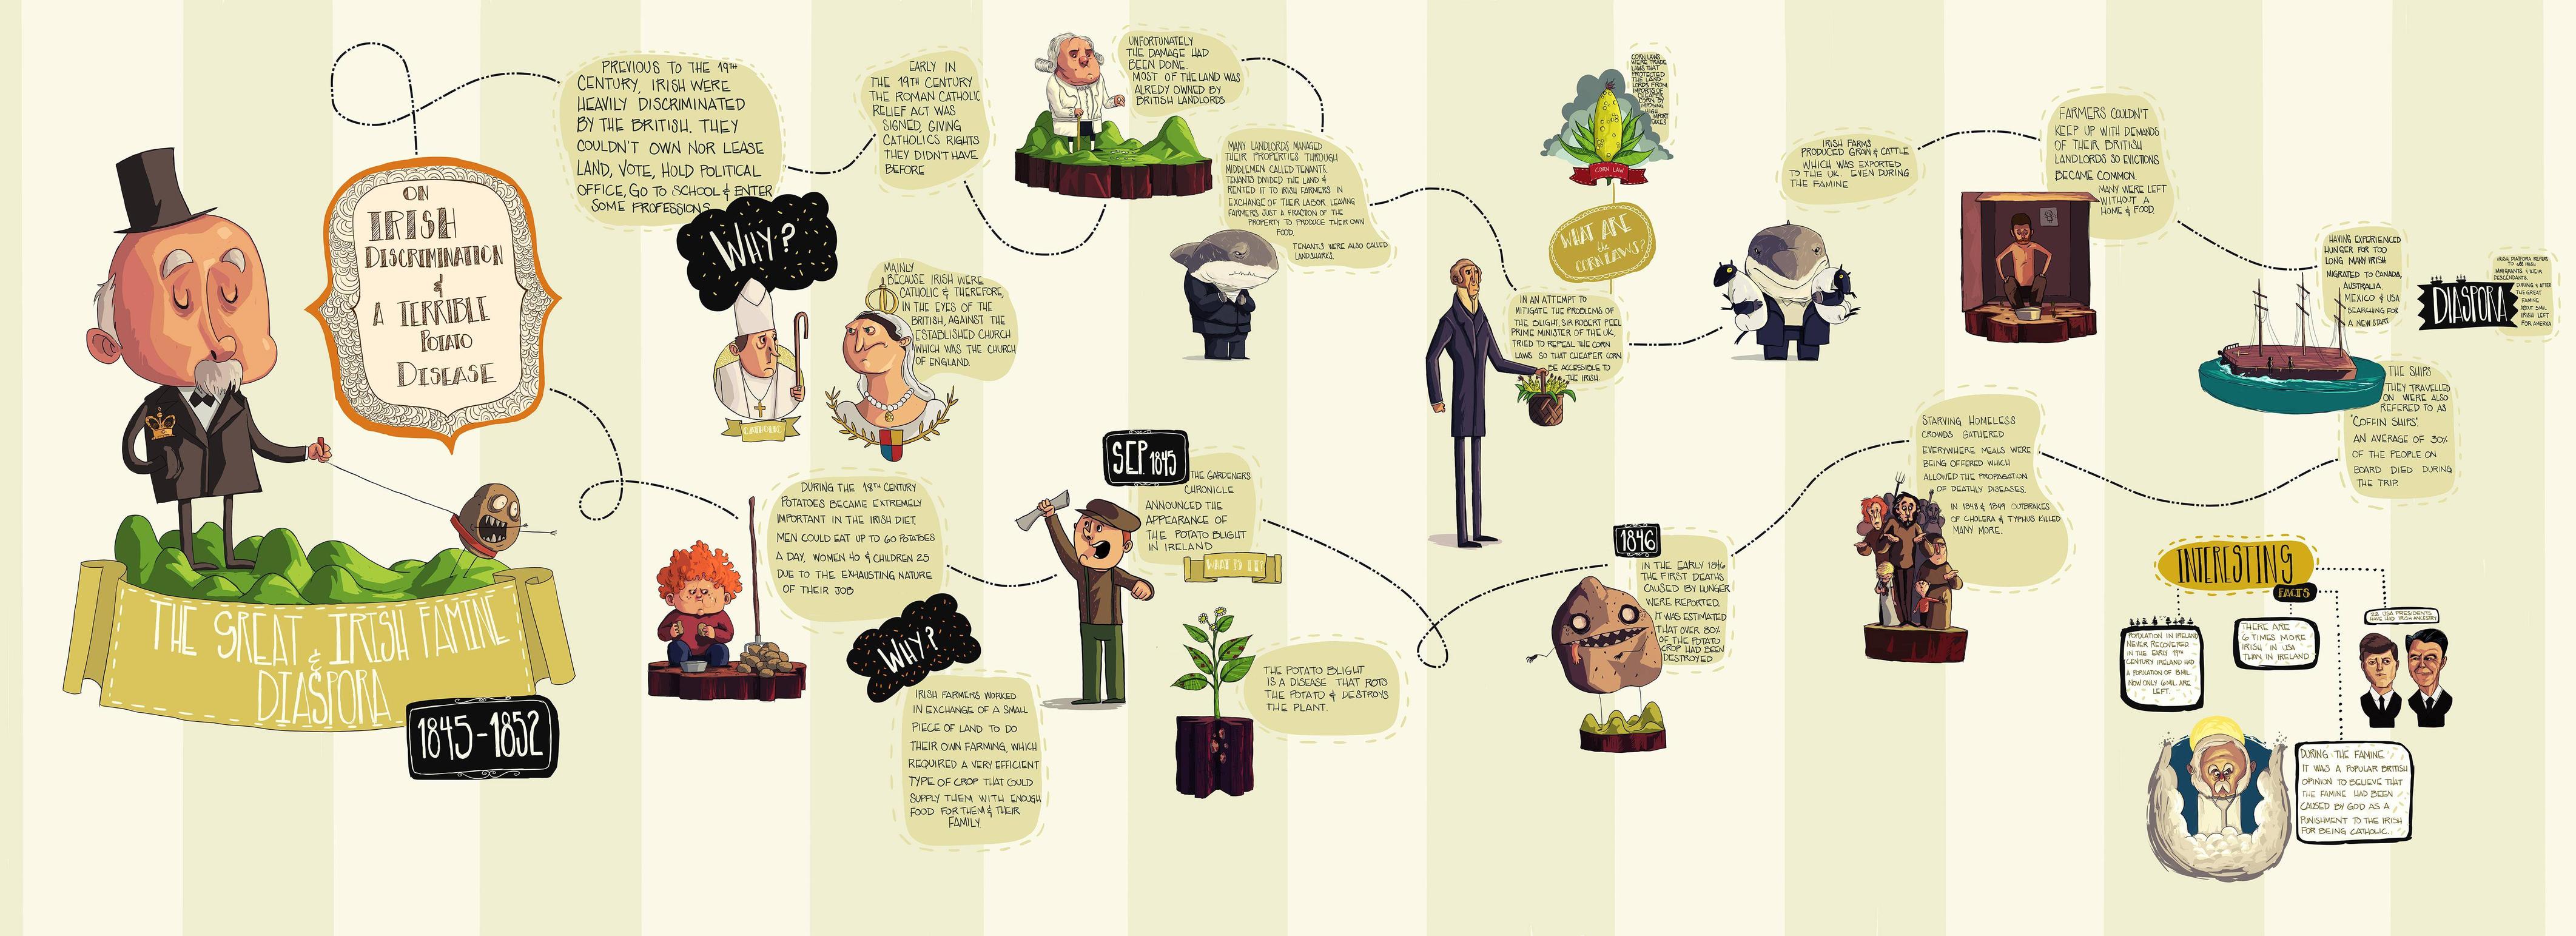 ON
IRISH
DISCRIMINATION
&
A TERRIBLE
POTATO
DISEASE
THE GREAT IRISH FAMINE
&
DIASPORA
1845-1852
PREVIOUS TO THE 19TH
CENTURY, IRISH WERE
HEAVILY DISCRIMINATED
BY THE BRITISH. THEY
COULDN'T OWN NOR LEASE
LAND, VOTE, HOLD POLITICAL
OFFICE, GO TO SCHOOL & ENTER
SOME PROFESSIONS
WHY?
MAINLY
BECAUSE IRISH WERE
CATHOLIC & THEREFORE,
IN THE EYES OF THE
BRITISH, AGAINST THE
ESTABLISHED CHURCH
WHICH WAS THE CHURCH
OF ENGLAND.
EARLY IN
THE 19TH CENTURY
THE ROMAN CATHOLIC
RELIEF ACT WAS
SIGNED, GIVING
CATHOLICS RIGHTS
THEY DIDN'T HAVE
BEFORE
UNFORTUNATELY
THE DAMAGE HAD
BEEN DONE.
MOST OF THE LAND WAS
ALREDY OWNED BY
BRITISH LANDLORDS
MANY LANDLORDS MANAGED
THEIR PROPERTIES THROUGH
MIDDLEMEN CALLED TENANTS.
TENANTS DIVIDED THE LAND &
RENTED IT TO IRISH FARMERS IN
EXCHANGE OF THEIR LABOR LEAVING
FARMERS JUST A FRACTION OF THE
PROPERTY TO PRODUCE THEIR OWN
FOOD.
TENANTS WERE ALSO CALLED
LANDSHARKS.
IN AN ATTEMPT TO
MITIGATE THE PROBLEMS OF
THE BLIGHT, SIR ROBERT PEEL
PRIME MINISTER OF THE UK,
TRIED TO REPEAL THE CORN
LAWS SO THAT CHEAPER CORN
BE ACCESSIBLE TO
THE IRISH.
WHAT ARE
the
CORN LAWS?
CORN LAW
CORN LAWS
WERE TRADE
LAWS THAT
PROTECTED
THE LAND-
LORDS FROM
IMPORTS OF
CHEAPER
CORN BY
IMPOSING
HIGH
IMPORT
IRISH FARMS
PRODUCED GRAIN & CATTLE
WHICH WAS EXPORTED
TO THE UK. EVEN DURING
THE FAMINE.
FARMERS COULDN'T
KEEP UP WITH DEMANDS
OF THEIR BRITISH
LANDLORDS SO EVICTIONS
BECAME COMMON.
MANY WERE LEFT
WITHOUT A
HOME & FOOD.
HAVING EXPERIENCED
HUNGER FOR TOO
LONG MANY IRISH
MIGRATED TO CANADA,
AUSTRALIA,
MEXICO & USA
SEARCHING FOR
A NEW START
DIASPORA
IRISH DIASPORA REFERS
TO
IMMIGRANTS & THEIR
DESCENDANTS.
DURING & AFTER
THE GREAT
FAMINE
ABOUT 2MIL
IRISH LEFT
FOR AMERICA
THE SHIPS
THEY TRAVELLED
ON WERE ALSO
REFERED TO AS
"COFFIN SHIPS".
AN AVERAGE OF 30%
OF THE PEOPLE ON
BOARD DIED DURING
THE TRIP.
DURING THE 18TH CENTURY
POTATOES BECAME EXTREMELY
IMPORTANT IN THE IRISH DIET.
MEN COULD EAT UP TO 60 POTATOES
A DAY, WOMEN 40 & CHILDREN 25
DUE TO THE EXHAUSTING NATURE
OF THEIR JOB
WHY?
IRISH FARMERS WORKED
IN EXCHANGE OF A SMALL
PIECE OF LAND TO DO
THEIR OWN FARMING, WHICH
REQUIRED A VERY EFFICIENT
TYPE OF CROP THAT COULD
SUPPLY THEM WITH ENOUGH
FOOD FOR THEM & THEIR
FAMILY.
SEP. 1845
THE GARDENERS
CHRONICLE
ANNOUNCED THE
APPEARANCE OF
THE POTATO BLIGHT
IN IRELAND
WHAT IS IT?
THE POTATO BLIGHT
IS A DISEASE THAT ROTS
THE POTATO & DESTROYS
THE PLANT.
1846
IN THE EARLY 1846
THE FIRST DEATHS
CAUSED BY HUNGER
WERE REPORTED.
IT WAS ESTIMATED
THAT OVER 80%
OF THE POTATO
CROP HAD BEEN
DESTROYED
STARVING HOMELESS
CROWDS GATHERED
EVERYWHERE MEALS WERE
BEING OFFERED WHICH
ALLOWED THE PROPAGATION
OF DEATHLY DISEASES.
IN 1848 & 1849 OUTBRAKES
OF CHOLERA & TYPHUS KILLED
MANY MORE.
INTERESTING
FACTS
POPULATION IN IRELAND
NEVER RECOVERED.
IN THE EARLY 19TH
CENTURY IRELAND HAD
A POPULATION OF 8MIL.
NOW ONLY 6MIL ARE
LEFT.
THERE ARE
6 TIMES MORE
'IRISH' IN USA
THAN IN IRELAND
22 USA PRESIDENTS
HAVE HAD IRISH ANCESTRY
DURING THE FAMINE
IT WAS A POPULAR BRITISH
OPINION TO BELIEVE THAT
THE FAMINE HAD BEEN
CAUSED BY GOD AS A
PUNISHMENT TO THE IRISH
FOR BEING CATHOLIC.